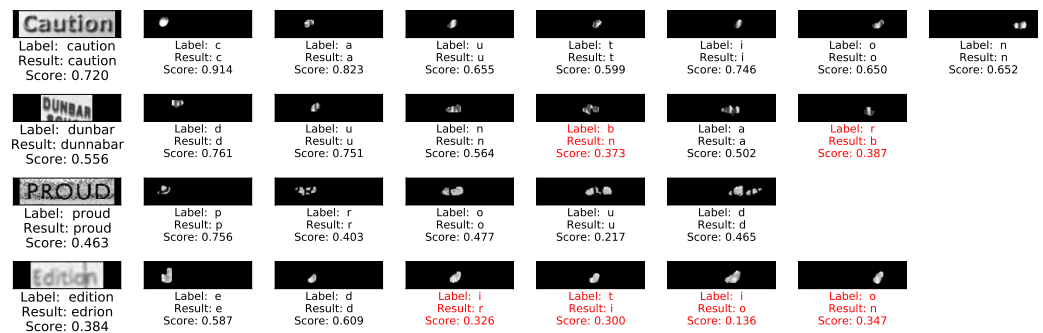 Caution
Label: caution
Result: caution
Score: 0.720
Label: c
Result: c
Score: 0.914
Label: a
Result: a
Score: 0.823
Label: u
Result: u
Score: 0.655
Label: t
Result: t
Score: 0.599
Label: i
Result: i
Score: 0.746
Label: o
Result: o
Score: 0.650
Label: n
Result: n
Score: 0.652
DUNBAR
Label: dunbar
Result: dunnabar
Score: 0.556
Label: d
Result: d
Score: 0.761
Label: u
Result: u
Score: 0.751
Label: n
Result: n
Score: 0.564
Label: b
Result: n
Score: 0.373
Label: a
Result: a
Score: 0.502
Label: r
Result: b
Score: 0.387
PROUD
Label: proud
Result: proud
Score: 0.463
Label: p
Result: p
Score: 0.756
Label: r
Result: r
Score: 0.403
Label: o
Result: o
Score: 0.477
Label: u
Result: u
Score: 0.217
Label: d
Result: d
Score: 0.465
Edition
Label: edition
Result: edrion
Score: 0.384
Label: e
Result: e
Score: 0.587
Label: d
Result: d
Score: 0.609
Label: i
Result: r
Score: 0.326
Label: t
Result: i
Score: 0.300
Label: i
Result: o
Score: 0.136
Label: o
Result: n
Score: 0.347